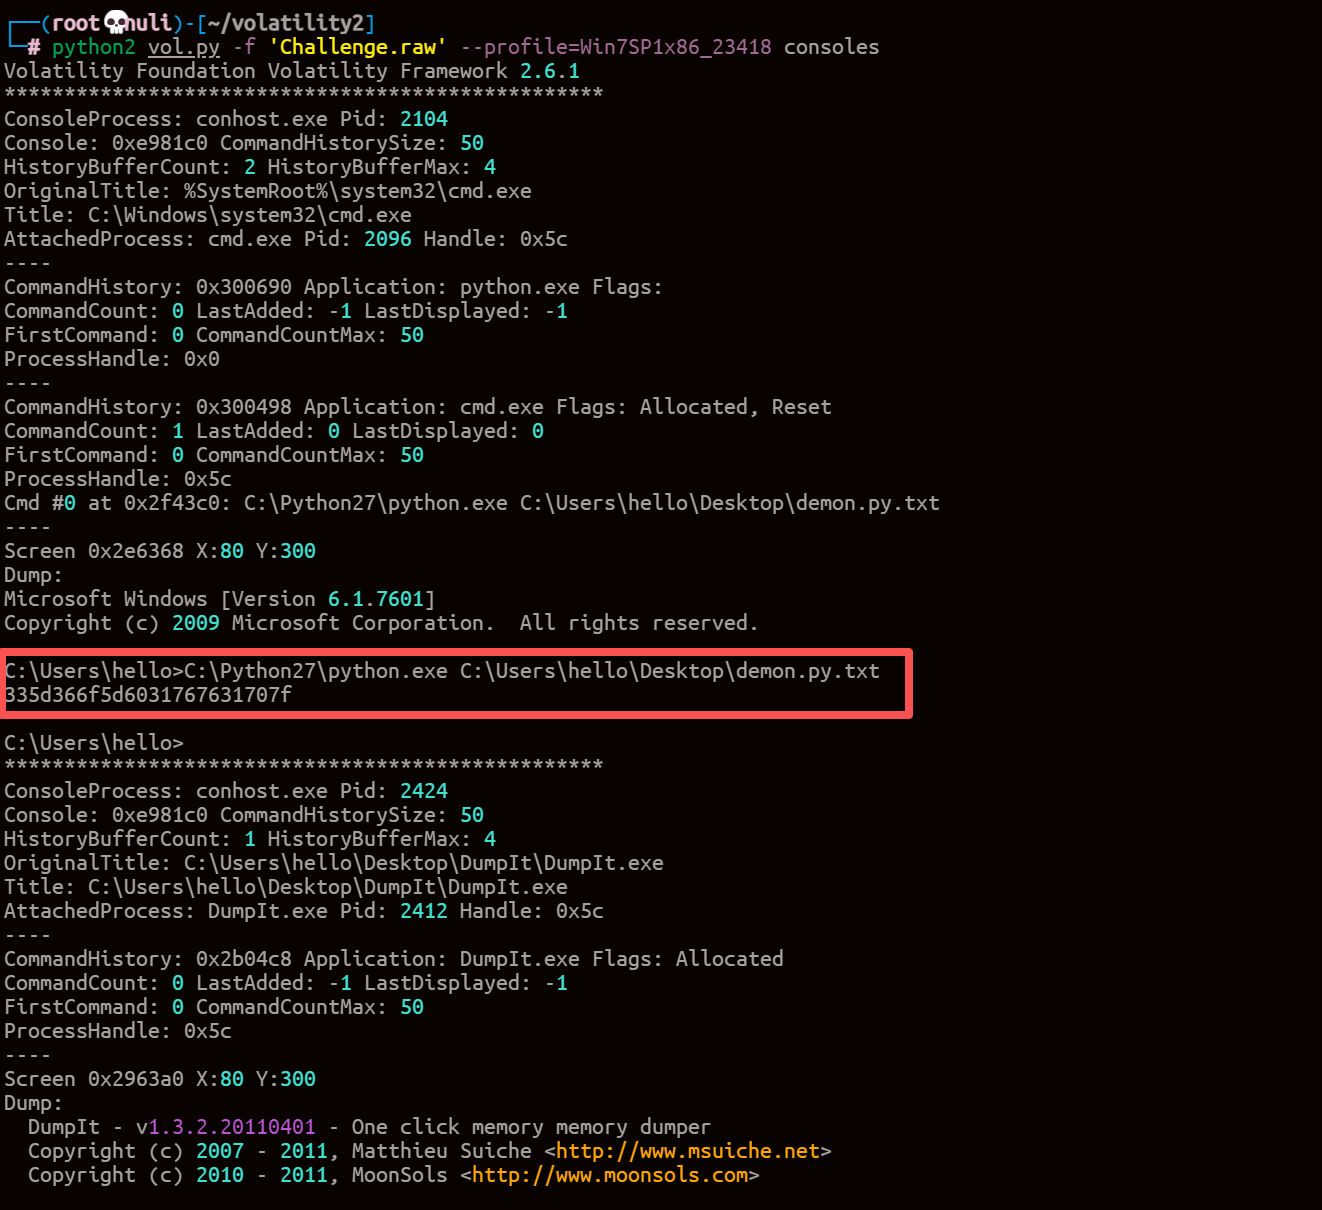 ┌──(root💀nuli)-[~/volatility2]
└─# python2 vol.py -f 'Challenge.raw' --profile=Win7SP1x86_23418 consoles
Volatility Foundation Volatility Framework 2.6.1
**************************************************
ConsoleProcess: conhost.exe Pid: 2104
Console: 0xe981c0 CommandHistorySize: 50
HistoryBufferCount: 2 HistoryBufferMax: 4
OriginalTitle: %SystemRoot%\system32\cmd.exe
Title: C:\Windows\system32\cmd.exe
AttachedProcess: cmd.exe Pid: 2096 Handle: 0x5c
----
CommandHistory: 0x300690 Application: python.exe Flags:
CommandCount: 0 LastAdded: -1 LastDisplayed: -1
FirstCommand: 0 CommandCountMax: 50
ProcessHandle: 0x0
----
CommandHistory: 0x300498 Application: cmd.exe Flags: Allocated, Reset
CommandCount: 1 LastAdded: 0 LastDisplayed: 0
FirstCommand: 0 CommandCountMax: 50
ProcessHandle: 0x5c
Cmd #0 at 0x2f43c0: C:\Python27\python.exe C:\Users\hello\Desktop\demon.py.txt
----
Screen 0x2e6368 X:80 Y:300
Dump:
Microsoft Windows [Version 6.1.7601]
Copyright (c) 2009 Microsoft Corporation.  All rights reserved.
C:\Users\hello>C:\Python27\python.exe C:\Users\hello\Desktop\demon.py.txt
335d366f5d6031767631707f
C:\Users\hello>
**************************************************
ConsoleProcess: conhost.exe Pid: 2424
Console: 0xe981c0 CommandHistorySize: 50
HistoryBufferCount: 1 HistoryBufferMax: 4
OriginalTitle: C:\Users\hello\Desktop\DumpIt\DumpIt.exe
Title: C:\Users\hello\Desktop\DumpIt\DumpIt.exe
AttachedProcess: DumpIt.exe Pid: 2412 Handle: 0x5c
----
CommandHistory: 0x2b04c8 Application: DumpIt.exe Flags: Allocated
CommandCount: 0 LastAdded: -1 LastDisplayed: -1
FirstCommand: 0 CommandCountMax: 50
ProcessHandle: 0x5c
----
Screen 0x2963a0 X:80 Y:300
Dump:
  DumpIt - v1.3.2.20110401 - One click memory memory dumper
  Copyright (c) 2007 - 2011, Matthieu Suiche <http://www.msuiche.net>
  Copyright (c) 2010 - 2011, MoonSols <http://www.moonsols.com>